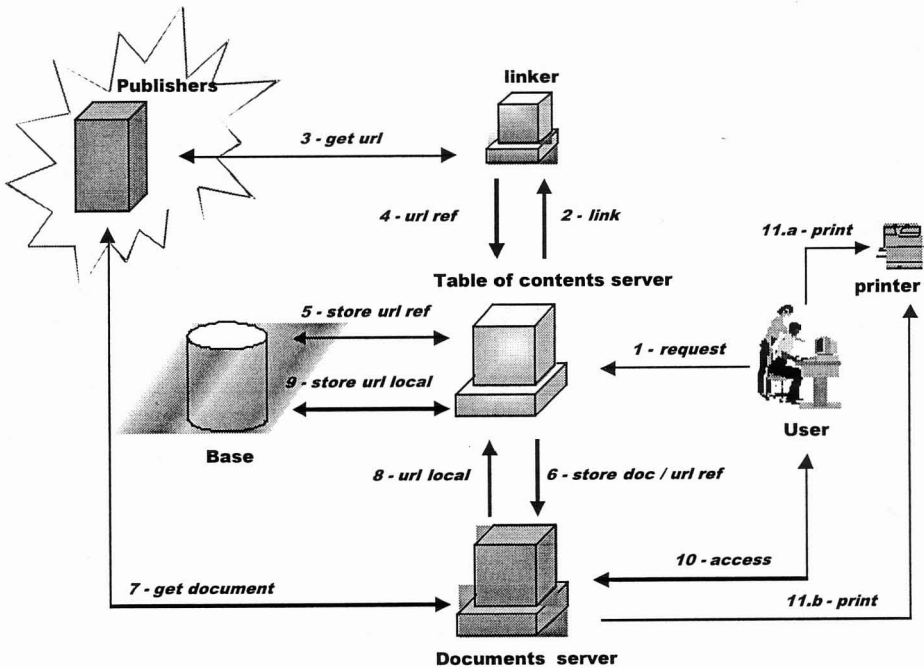 Publishers
linker
3 - get url
4 - url ref
2 - link
11.a - print
Table of contents server
printer
5 - store url ref
1 - request
9 - store url local
User
Base
8 - url local
6 - store doc / url ref
10 - access
7 - get document
11.b - print
Documents server